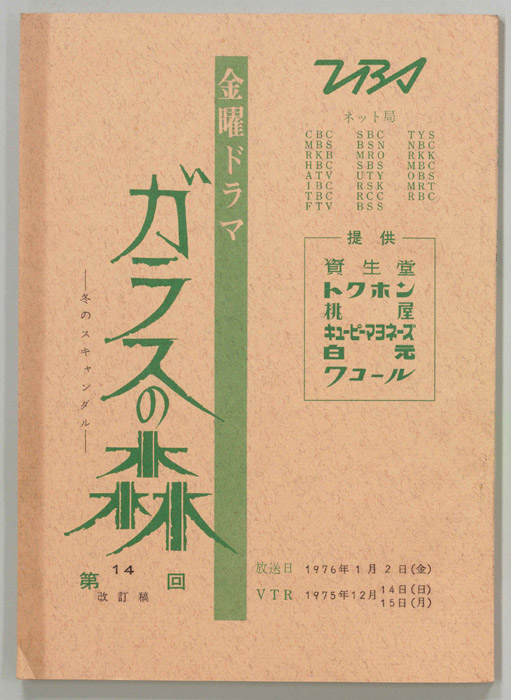 TBS
ネット局
CBC SBC TYS
MBS BSN NBC
RKB MRO RKK
HBC SBS MBC
ATV UTY OBS
IBC RSK MRT
TBC RCC RBC
FTV BSS
提供
資生堂
トクホン
桃屋
キューピーマヨネーズ
白元
ワコール
金曜ドラマ
ガラスの森
―冬のスキャンダル―
第14回
改訂稿
放送日 1976年1月2日(金)
VTR 1975年12月14日(日)
15日(月)